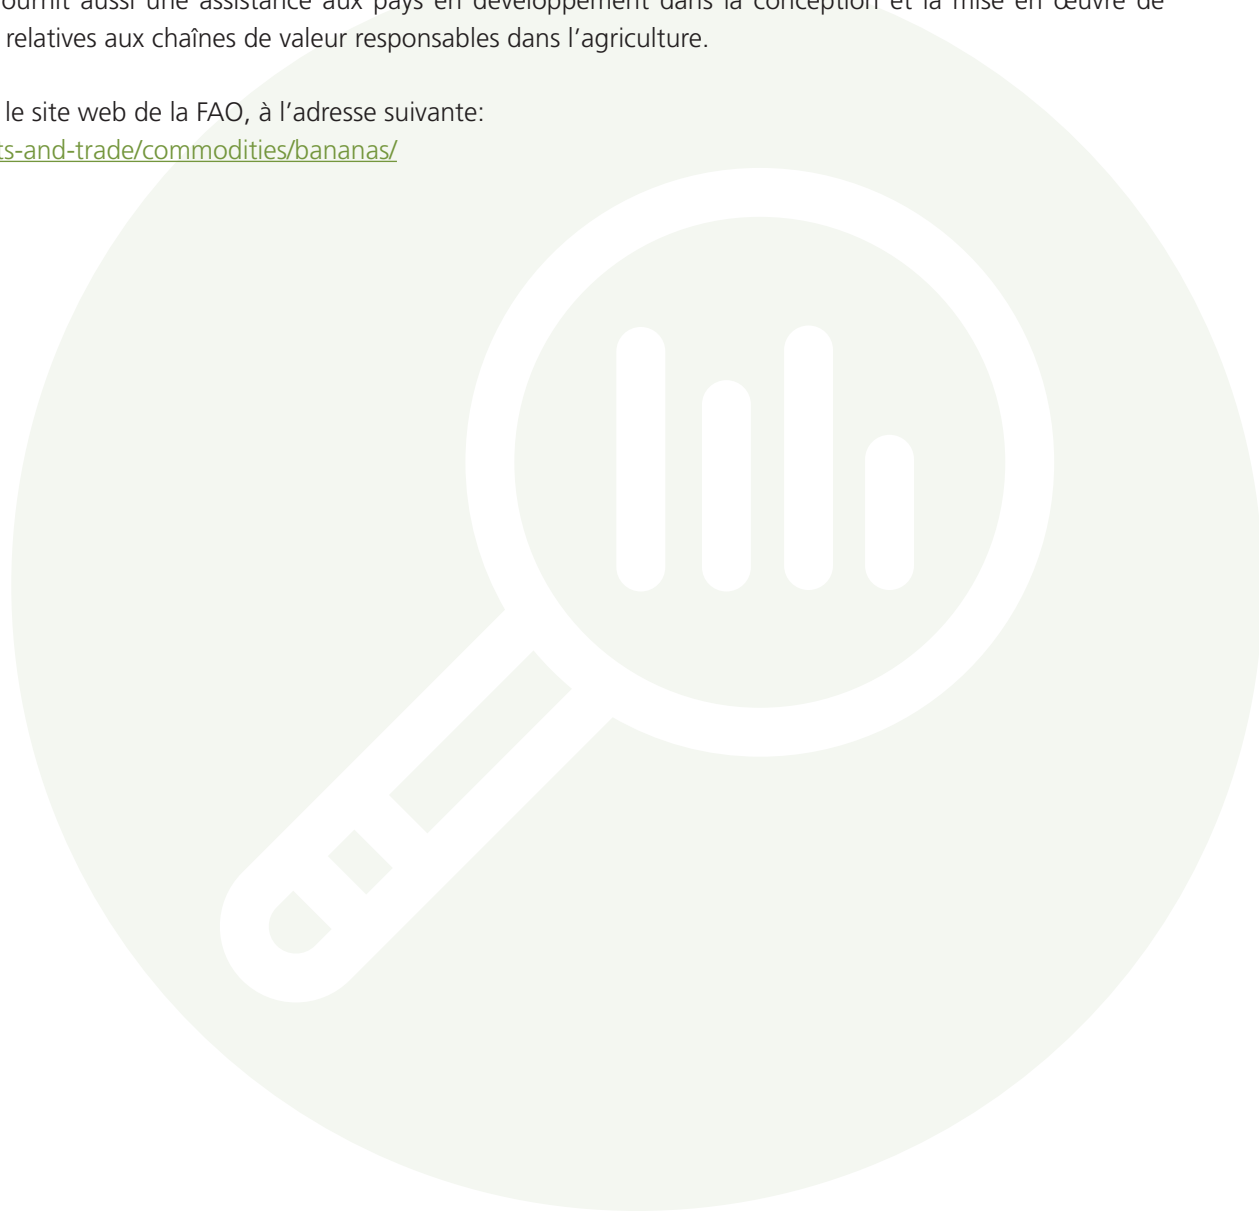 ournit aussi une assistance aux pays en développement dans la conception et la mise en œuvre de
relatives aux chaînes de valeur responsables dans l'agriculture.
le site web de la FAO, à l'adresse suivante:
ts-and-trade/commodities/bananas/